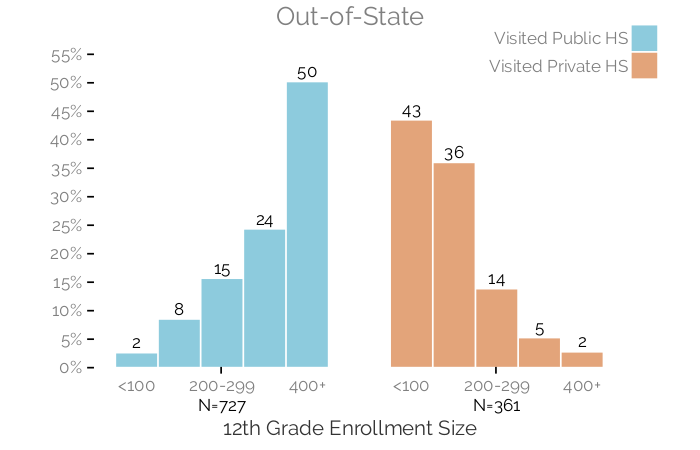 Out-of-State
Visited Public HS
Visited Private HS
55%
50%
45%
40%
35%
30%
25%
20%
15%
10%
5%
0%
2
8
15
24
50
43
36
14
5
2
<100 200-299 400+
N=727
<100 200-299 400+
N=361
12th Grade Enrollment Size